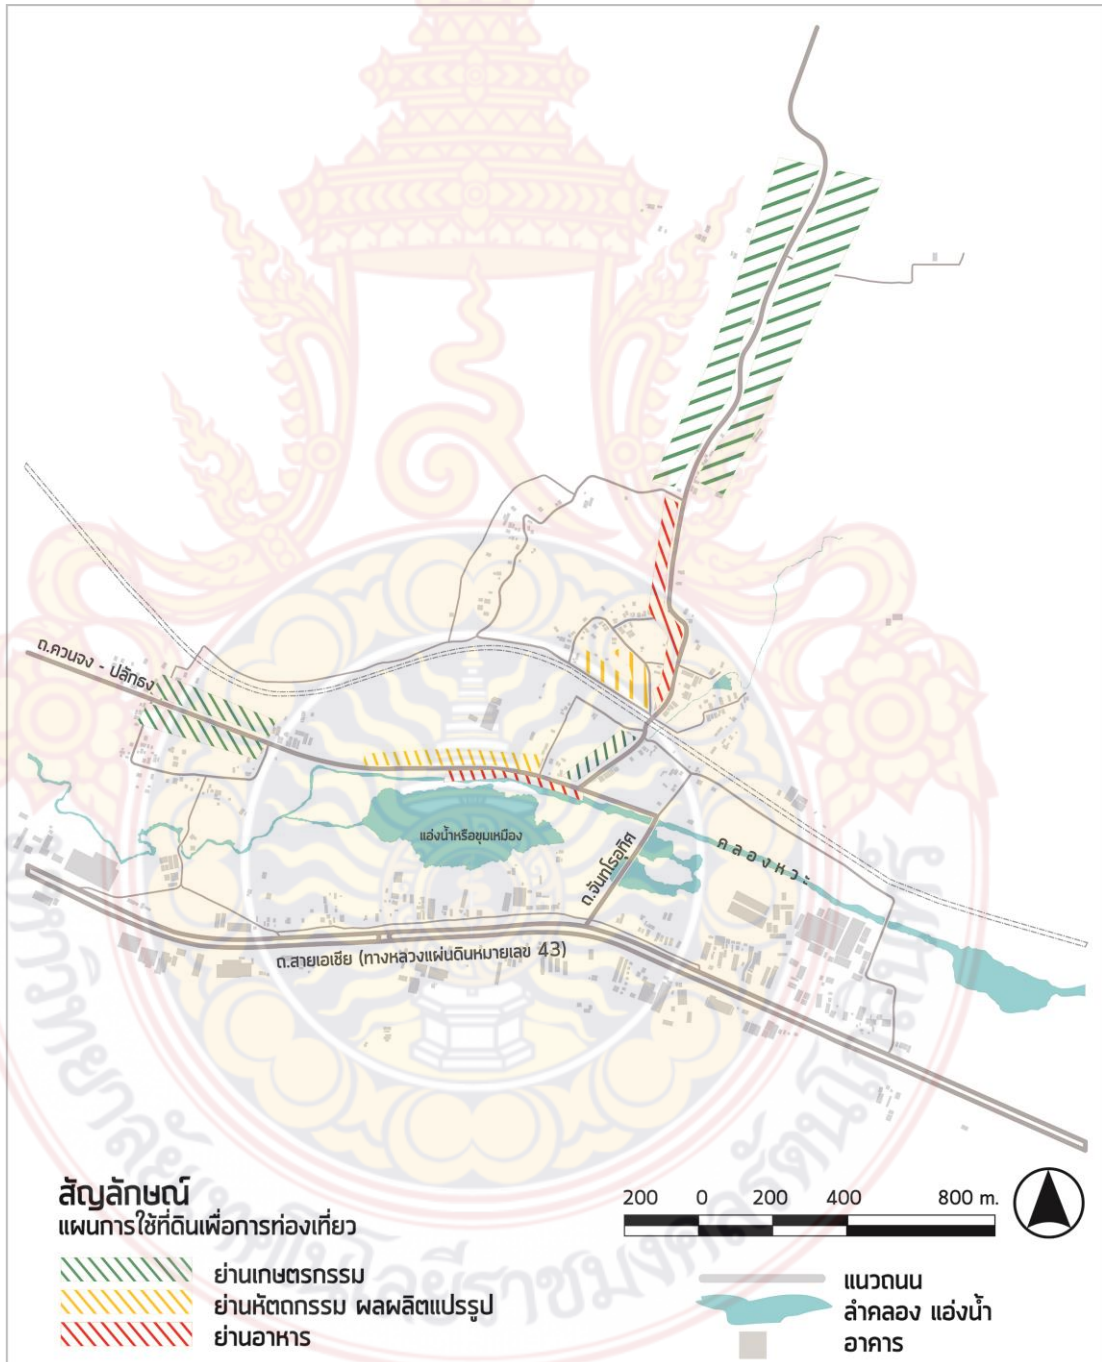 ถ.ควนจง - ปลักธง
แอ่งน้ำหรือขุมเหมือง
คลองหวะ
ถ.จันทโรอุทิศ
ถ.สายเอเชีย (ทางหลวงแผ่นดินหมายเลข 43)
สัญลักษณ์
แผนการใช้ที่ดินเพื่อการท่องเที่ยว
ย่านเกษตรกรรม
ย่านหัตถกรรม ผลผลิตแปรรูป
ย่านอาหาร
200 0 200 400 800 m.
แนวถนน
ลำคลอง แอ่งน้ำ
อาคาร